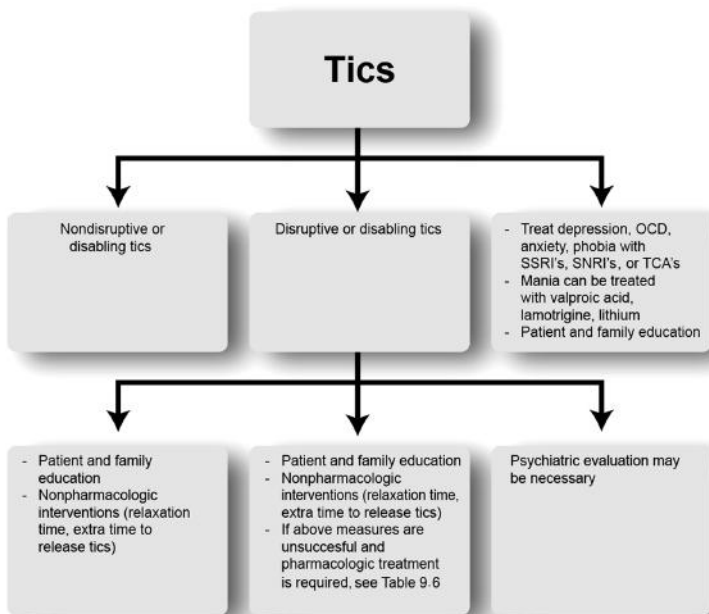 Tics
Nondisruptive or
disabling tics
Disruptive or disabling tics
- Treat depression, OCD,
anxiety, phobia with
SSRI's, SNRI's, or TCA's
- Mania can be treated
with valproic acid,
lamotrigine, lithium
- Patient and family education
- Patient and family
education
- Nonpharmacologic
interventions (relaxation
time, extra time to
release tics)
- Patient and family education
- Nonpharmacologic
interventions (relaxation time,
extra time to release tics)
- If above measures are
unsuccesful and
pharmacologic treatment
is required, see Table 9.6
Psychiatric evaluation may
be necessary